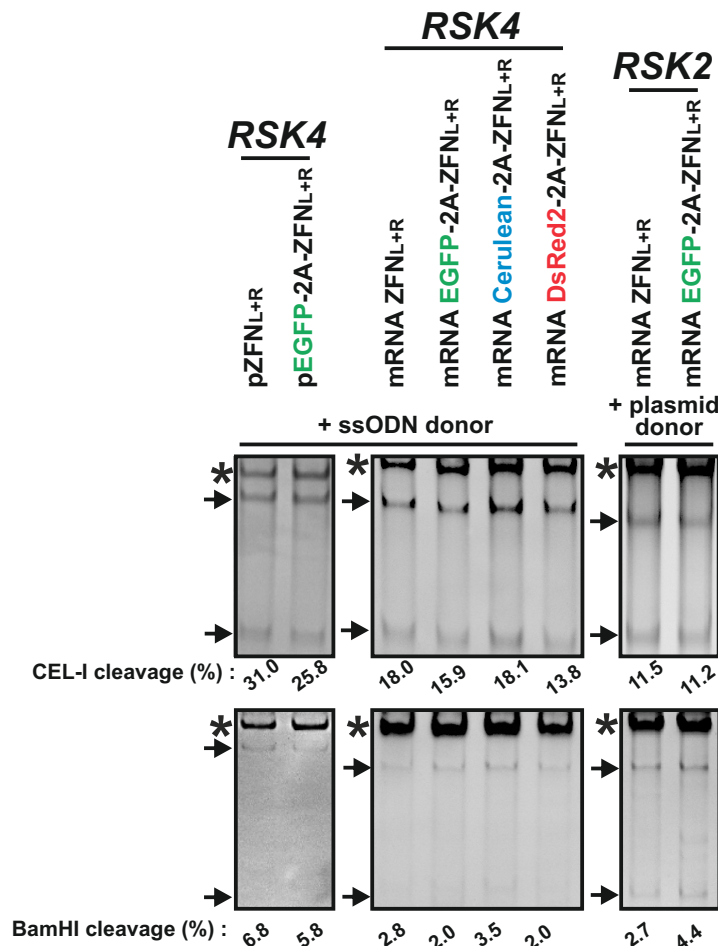 RSK4
RSK4
RSK2
pZFNL+R
pEGFP-2A-ZFNL+R
mRNA ZFNL+R
mRNA EGFP-2A-ZFNL+R
mRNA Cerulean-2A-ZFNL+R
mRNA DsRed2-2A-ZFNL+R
mRNA ZFNL+R
mRNA EGFP-2A-ZFNL+R
+ ssODN donor
+ plasmid
donor
* * *
CEL-I cleavage (%) : 31.0 25.8 18.0 15.9 18.1 13.8 11.5 11.2
* * *
BamHI cleavage (%) : 6.8 5.8 2.8 2.0 3.5 2.0 2.7 4.4